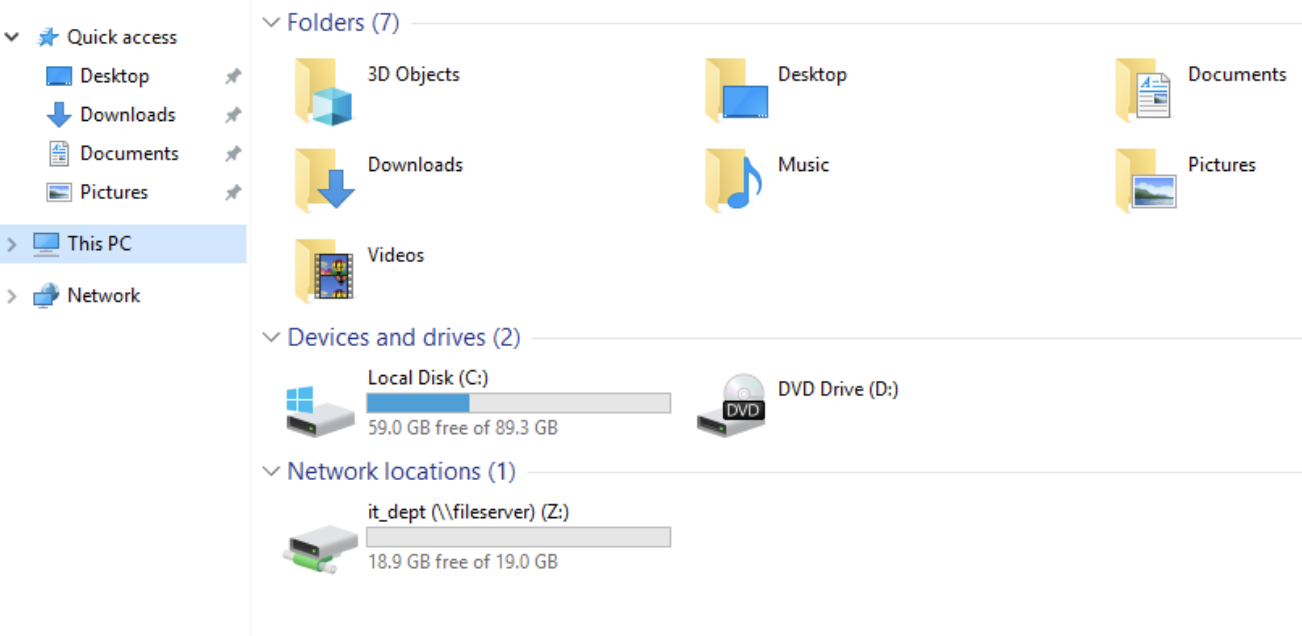 Quick access
Desktop
Downloads
Documents
Pictures
This PC
Network
Folders (7)
3D Objects
Desktop
Documents
Downloads
Music
Pictures
Videos
Devices and drives (2)
Local Disk (C:)
59.0 GB free of 89.3 GB
DVD
DVD Drive (D:)
Network locations (1)
it_dept (\\fileserver) (Z:)
18.9 GB free of 19.0 GB